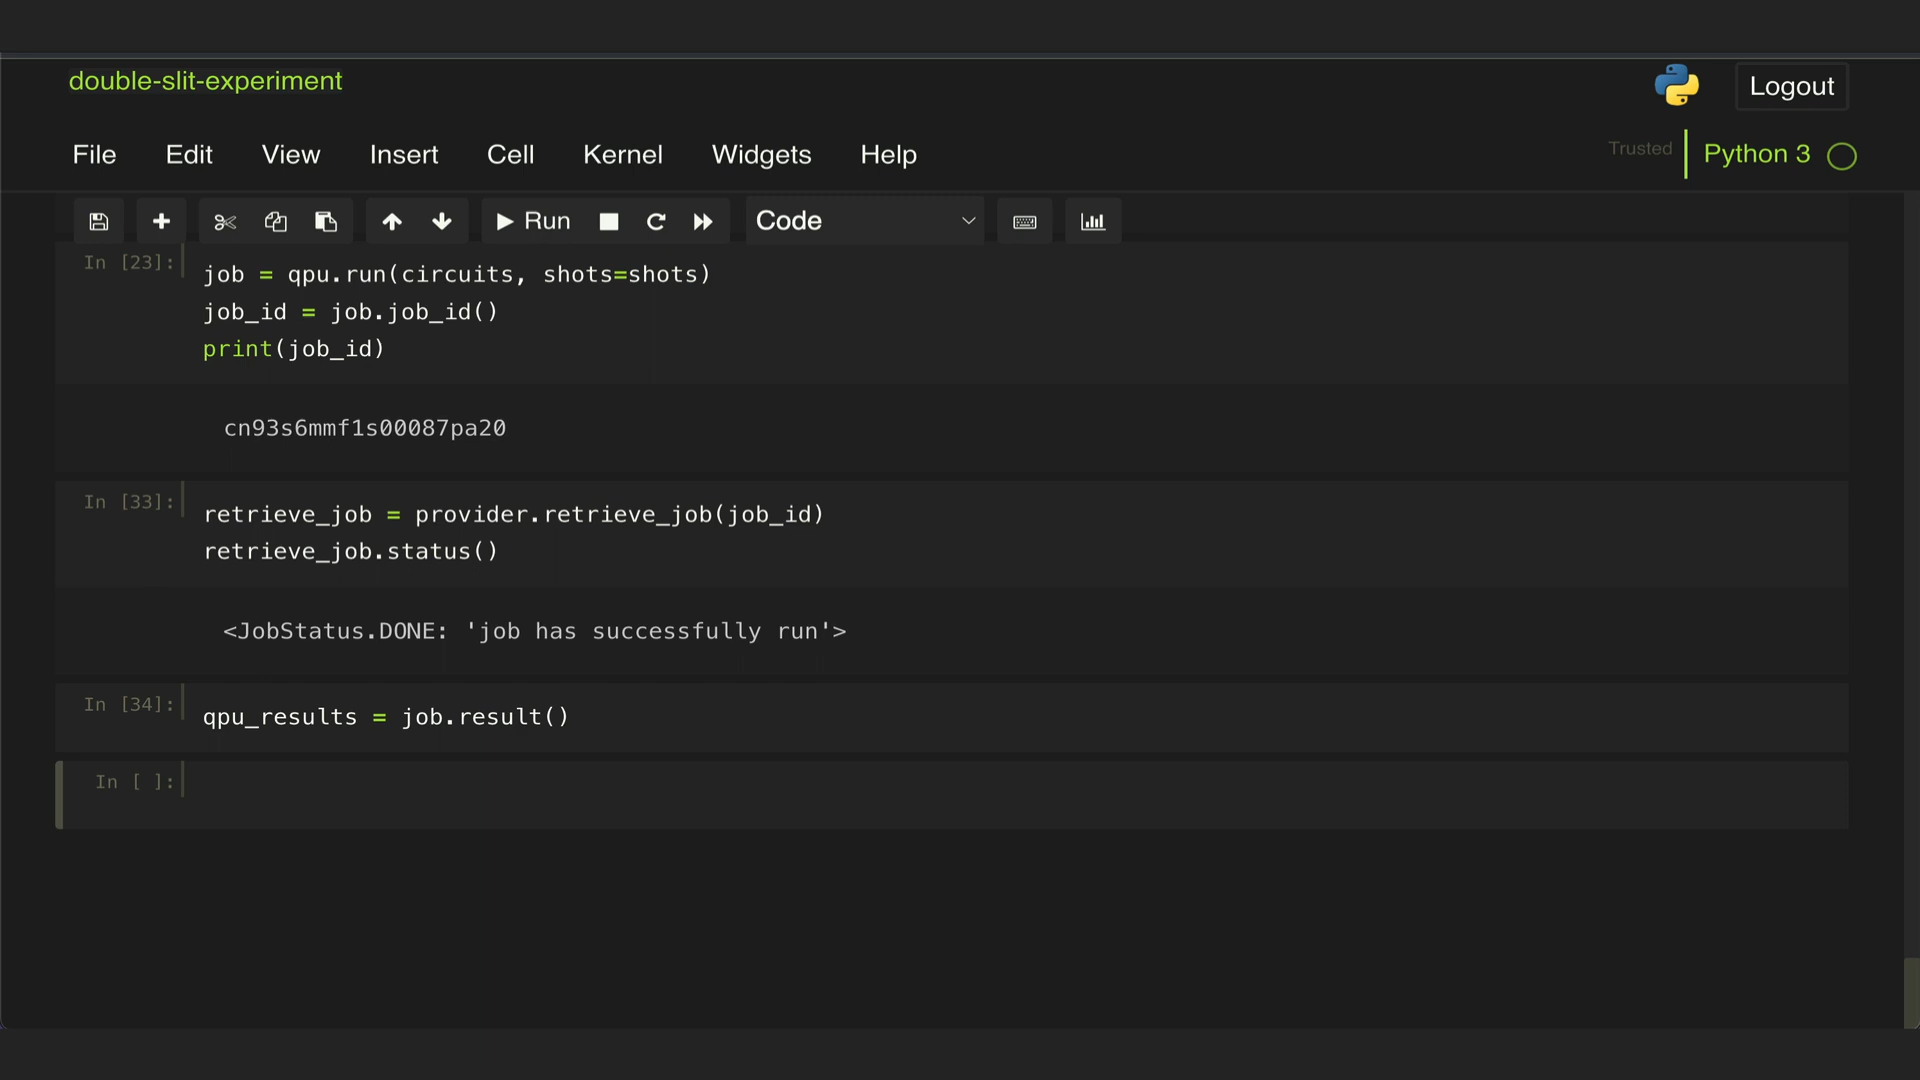 double-slit-experiment
Logout
File Edit View Insert Cell Kernel Widgets Help
Trusted
Python 3
Run
Code
In [23]:
job = qpu.run(circuits, shots=shots)
job_id = job.job_id()
print(job_id)
cn93s6mmf1s00087pa20
In [33]:
retrieve_job = provider.retrieve_job(job_id)
retrieve_job.status()
<JobStatus.DONE: 'job has successfully run'>
In [34]:
qpu_results = job.result()
In [ ]: